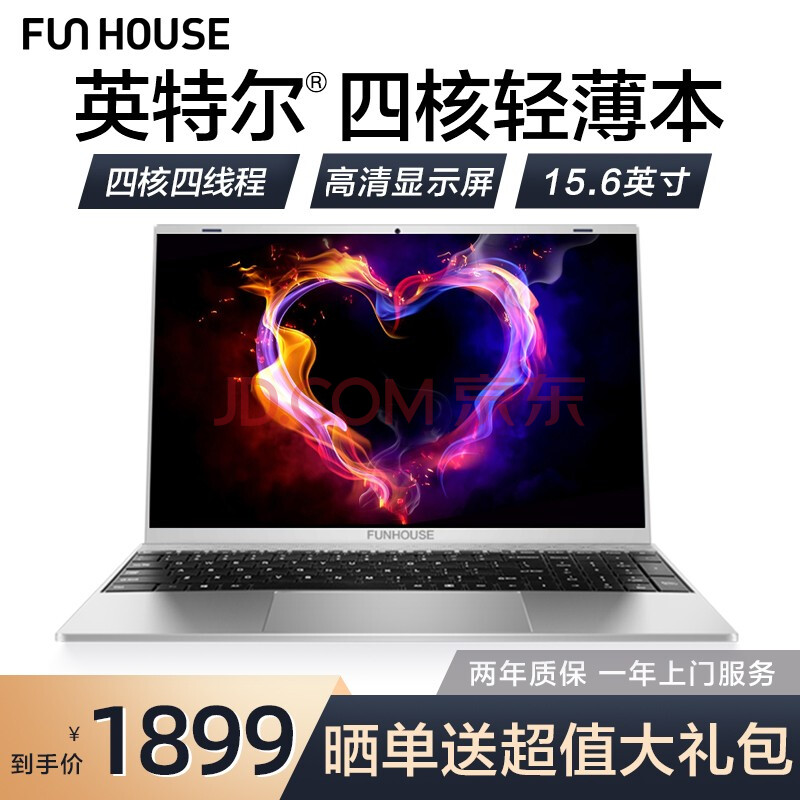 FUN HOUSE
英特尔® 四核轻薄本
四核四线程 高清显示屏 15.6英寸
JD.COM 京东
FUNHOUSE
两年质保 一年上门服务
到手价 ¥1899 晒单送超值大礼包